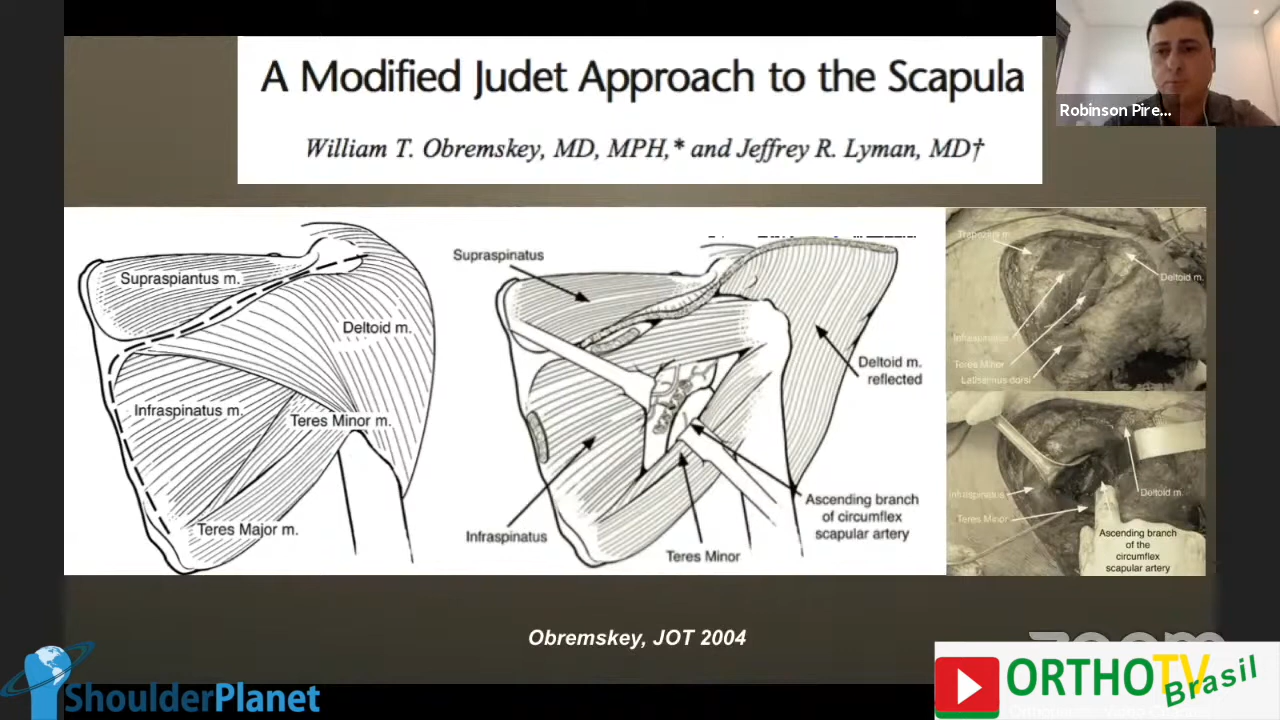 A Modified Judet Approach to the Scapula
William T. Obremskey, MD, MPH,* and Jeffrey R. Lyman, MD†
Robinson Pire...
Supraspiantus m.
Deltoid m.
Infraspinatus m.
Teres Minor m.
Teres Major m.
Supraspinatus
Deltoid m.
reflected
Ascending branch
of circumflex
scapular artery
Infraspinatus
Teres Minor
Trapezius m.
Deltoid m.
Infraspinatus
Teres Minor
Latissimus dorsi
Infraspinatus
Teres Minor
Deltoid m.
Ascending branch
of the
circumflex
scapular artery
Obremskey, JOT 2004
zoom
ShoulderPlanet
ORTHOTV
Brasil